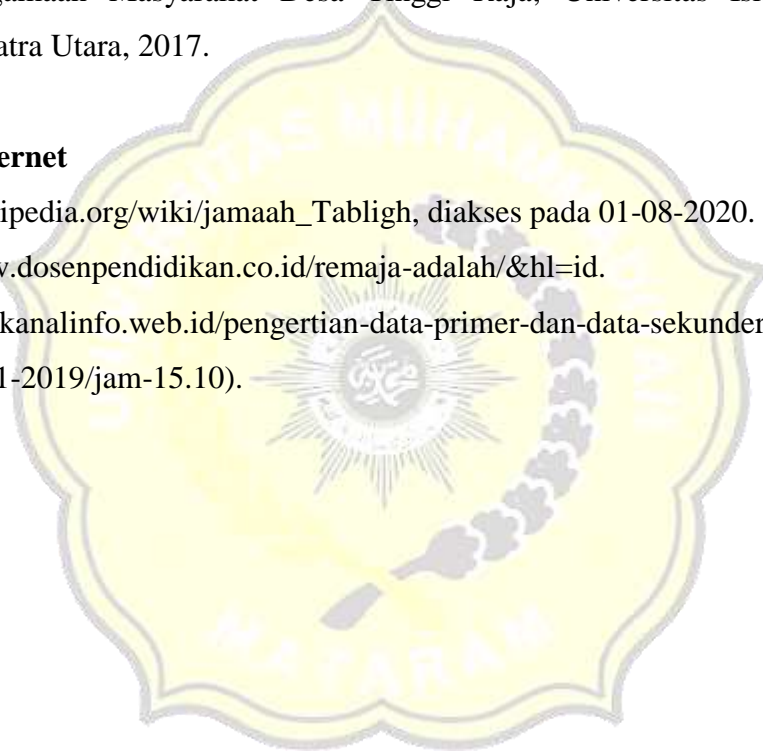 gamaan Masyarakat Desa Tinggi Raja, Universitas Isl
atra Utara, 2017.
ernet
ipedia.org/wiki/jamaah_Tabligh, diakses pada 01-08-2020.
v.dosenpendidikan.co.id/remaja-adalah/&hl=id.
kanalinfo.web.id/pengertian-data-primer-dan-data-sekunder
1-2019/jam-15.10).
UNIVERSITAS MUHAMMADIYAH
MATARAM